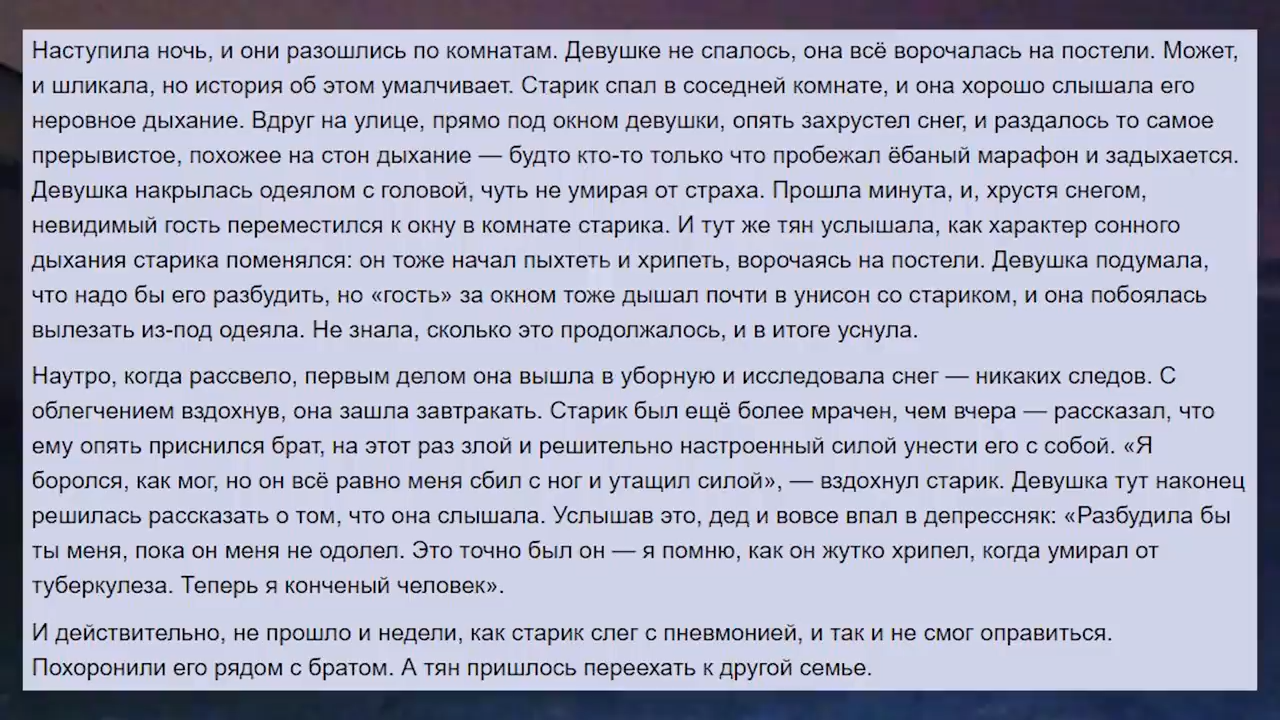 Наступила ночь, и они разошлись по комнатам. Девушке не спалось, она всё ворочалась на постели. Может,
и шликала, но история об этом умалчивает. Старик спал в соседней комнате, и она хорошо слышала его
неровное дыхание. Вдруг на улице, прямо под окном девушки, опять захрустел снег, и раздалось то самое
прерывистое, похожее на стон дыхание — будто кто-то только что пробежал ёбаный марафон и задыхается.
Девушка накрылась одеялом с головой, чуть не умирая от страха. Прошла минута, и, хрустя снегом,
невидимый гость переместился к окну в комнате старика. И тут же тян услышала, как характер сонного
дыхания старика поменялся: он тоже начал пыхтеть и хрипеть, ворочаясь на постели. Девушка подумала,
что надо бы его разбудить, но «гость» за окном тоже дышал почти в унисон со стариком, и она побоялась
вылезать из-под одеяла. Не знала, сколько это продолжалось, и в итоге уснула.
Наутро, когда рассвело, первым делом она вышла в уборную и исследовала снег — никаких следов. С
облегчением вздохнув, она зашла завтракать. Старик был ещё более мрачен, чем вчера — рассказал, что
ему опять приснился брат, на этот раз злой и решительно настроенный силой унести его с собой. «Я
боролся, как мог, но он всё равно меня сбил с ног и утащил силой», — вздохнул старик. Девушка тут наконец
решилась рассказать о том, что она слышала. Услышав это, дед и вовсе впал в депрессняк: «Разбудила бы
ты меня, пока он меня не одолел. Это точно был он — я помню, как он жутко хрипел, когда умирал от
туберкулеза. Теперь я конченый человек».
И действительно, не прошло и недели, как старик слег с пневмонией, и так и не смог оправиться.
Похоронили его рядом с братом. А тян пришлось переехать к другой семье.